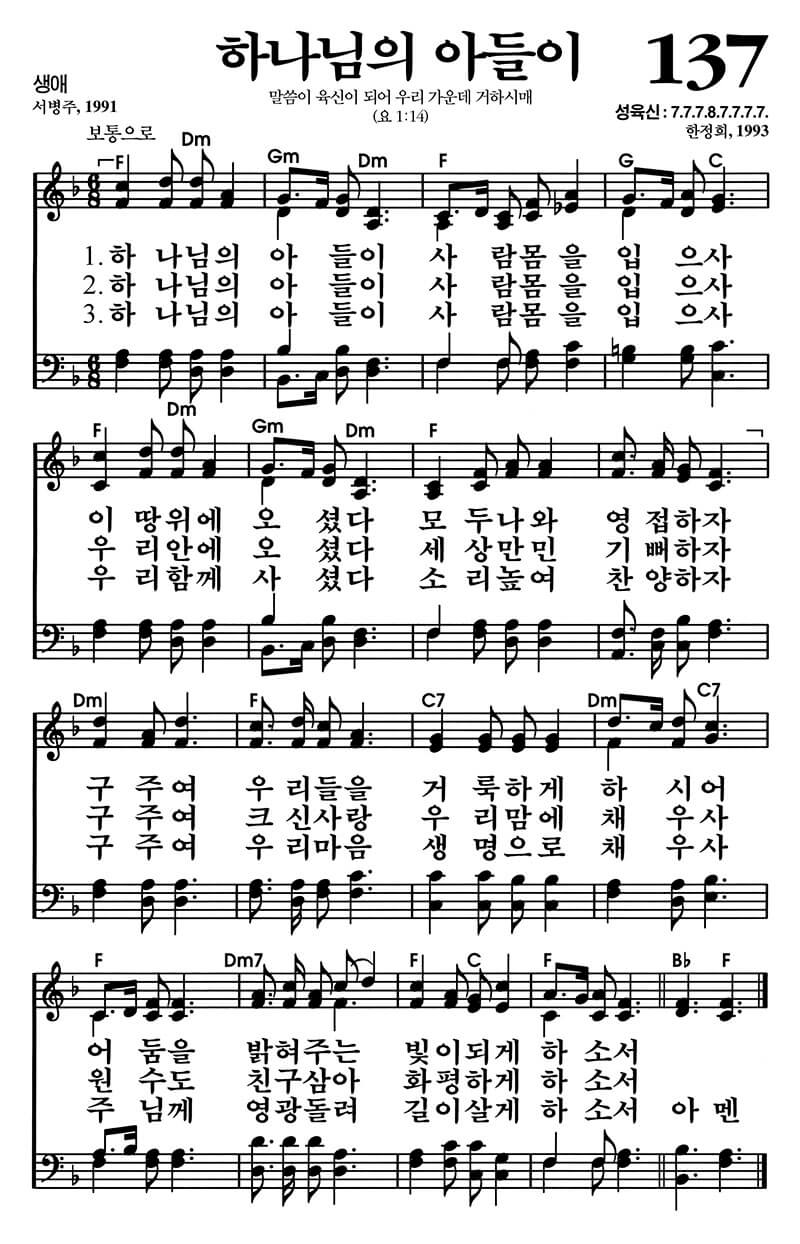 하나님의 아들이 137
생애
서병주, 1991
말씀이 육신이 되어 우리 가운데 거하시매
(요 1:14)
성육신 : 7.7.7.8.7.7.7.7.
한정희, 1993
보통으로
F Dm Gm Dm F G C
1. 하 나님의 아 들이 사 람몸을 입 으사
2. 하 나님의 아 들이 사 람몸을 입 으사
3. 하 나님의 아 들이 사 람몸을 입 으사
F Dm Gm Dm F
이 땅위에 오 셨다 모 두나와 영 접하자
우 리안에 오 셨다 세 상만민 기 뻐하자
우 리함께 사 셨다 소 리높여 찬 양하자
Dm F C7 Dm C7
구 주여 우 리들을 거 룩하게 하 시어
구 주여 크 신사랑 우 리맘에 채 우사
구 주여 우 리마음 생 명으로 채 우사
F Dm7 F C F B♭ F
어 둠을 밝혀주는 빛이되게 하 소서
원 수도 친구삼아 화평하게 하 소서
주 님께 영광돌려 길이살게 하 소서 아 멘